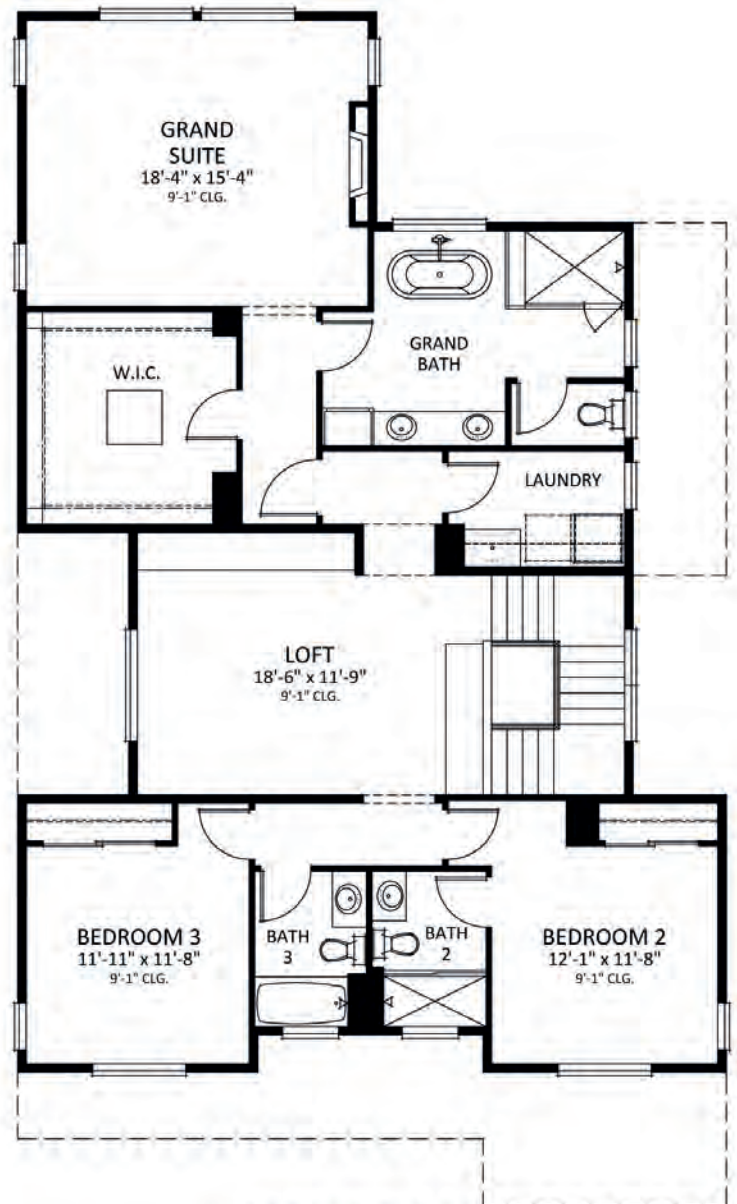 GRAND
SUITE
18'-4" x 15'-4"
9'-1" CLG.
W.I.C.
GRAND
BATH
LAUNDRY
LOFT
18'-6" x 11'-9"
9'-1" CLG.
BEDROOM 3
11'-11" x 11'-8"
9'-1" CLG.
BATH
3
BATH
2
BEDROOM 2
12'-1" x 11'-8"
9'-1" CLG.